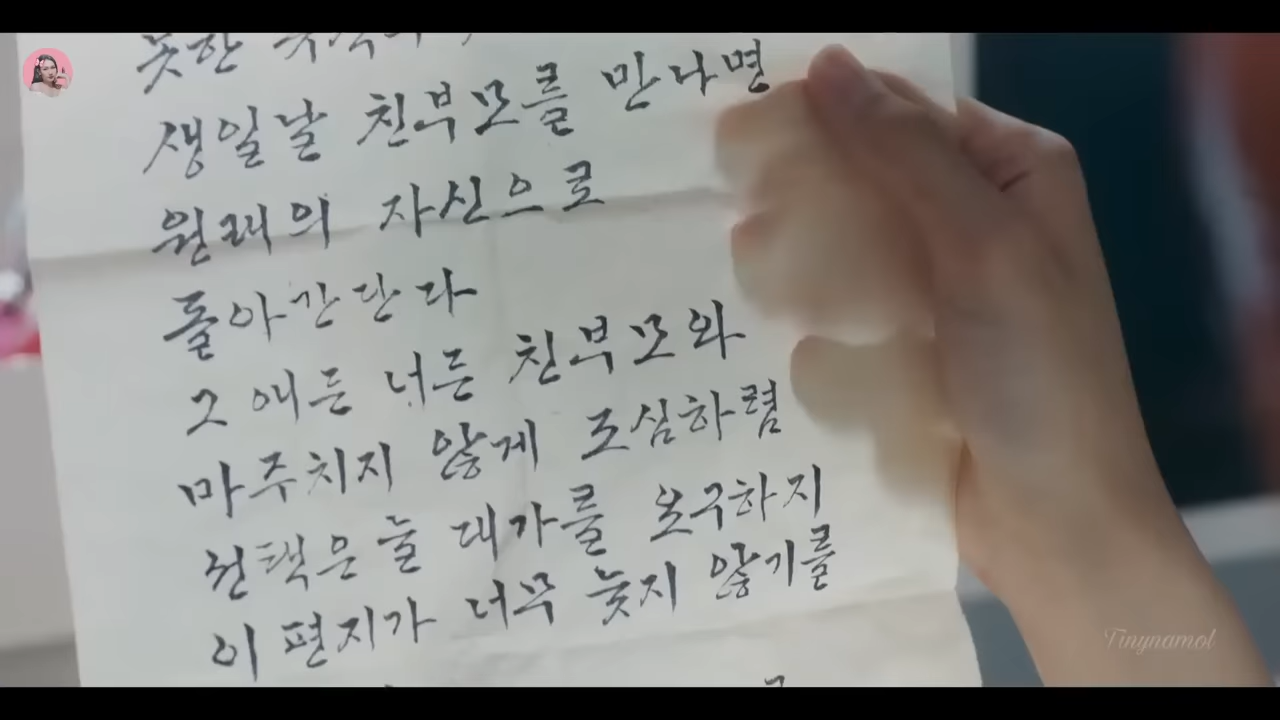 못한
생일날 친부모를 만나면
원래의 자신으로
돌아간단다
그 애든 너든 친부모와
마주치지 않게 조심하렴
선택은 늘 대가를 요구하지
이 편지가 너무 늦지 않기를
Tinynamol